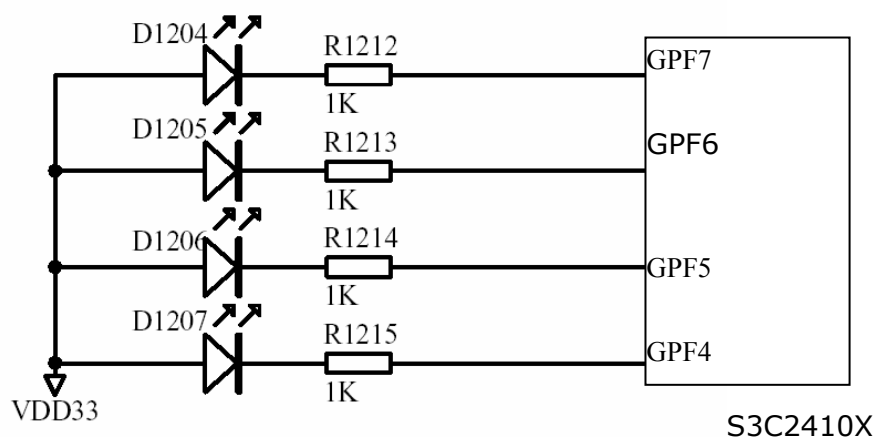 D1204
R1212
GPF7
1K
D1205
R1213
GPF6
1K
D1206
R1214
GPF5
1K
D1207
R1215
GPF4
1K
VDD33
S3C2410X